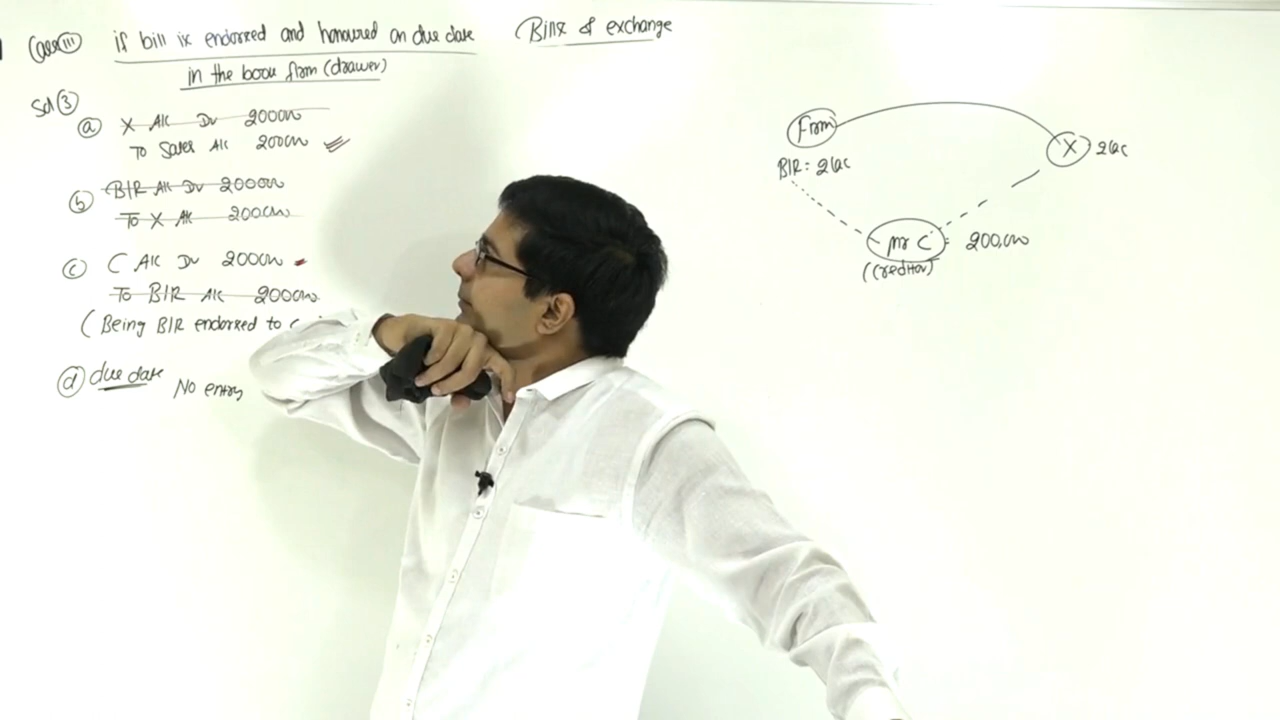 Case (iii) if bill is endorsed and honoured on due date
in the book firm (drawer)
Bills of exchange
Sol (3)
(a) X A/c Dr 200000
To Sales A/c 200000
(b) B/R A/c Dr 200000
To X A/c 200000
(c) C A/c Dr 200000
To B/R A/c 200000
(Being B/R endorsed to
(d) due date No entry
Firm
B/R: 2lac
X 2lac
Mr C: 200,000
(Creditor)